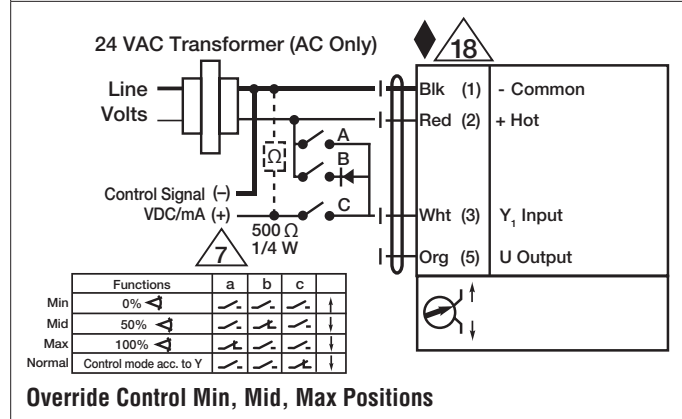 24 VAC Transformer (AC Only)
18
Line
Volts
Blk (1) - Common
Red (2) + Hot
A
B
Ω
Control Signal (–)
VDC/mA (+)
C
Wht (3) Y1 Input
500 Ω
1/4 W
7
Org (5) U Output
Functions a b c
Min 0%
Mid 50%
Max 100%
Normal Control mode acc. to Y
Override Control Min, Mid, Max Positions